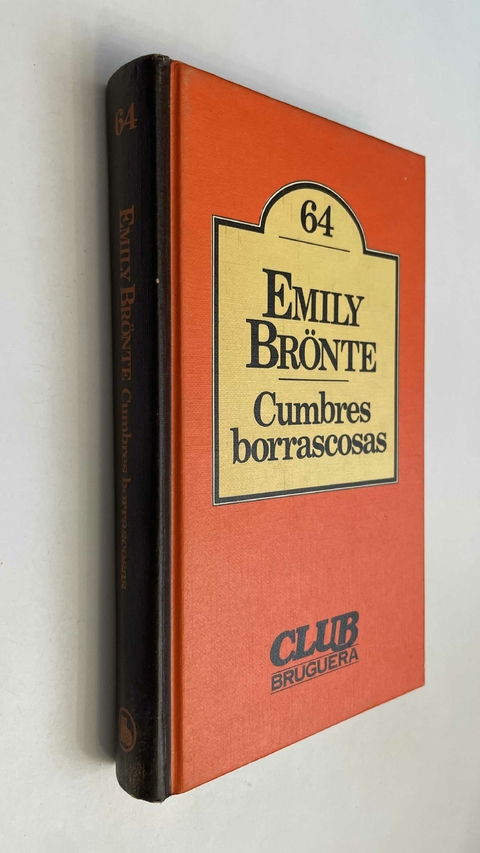 64
EMILY BRÖNTE Cumbres borrascosas
64
EMILY
BRÖNTE
Cumbres
borrascosas
CLUB
BRUGUERA